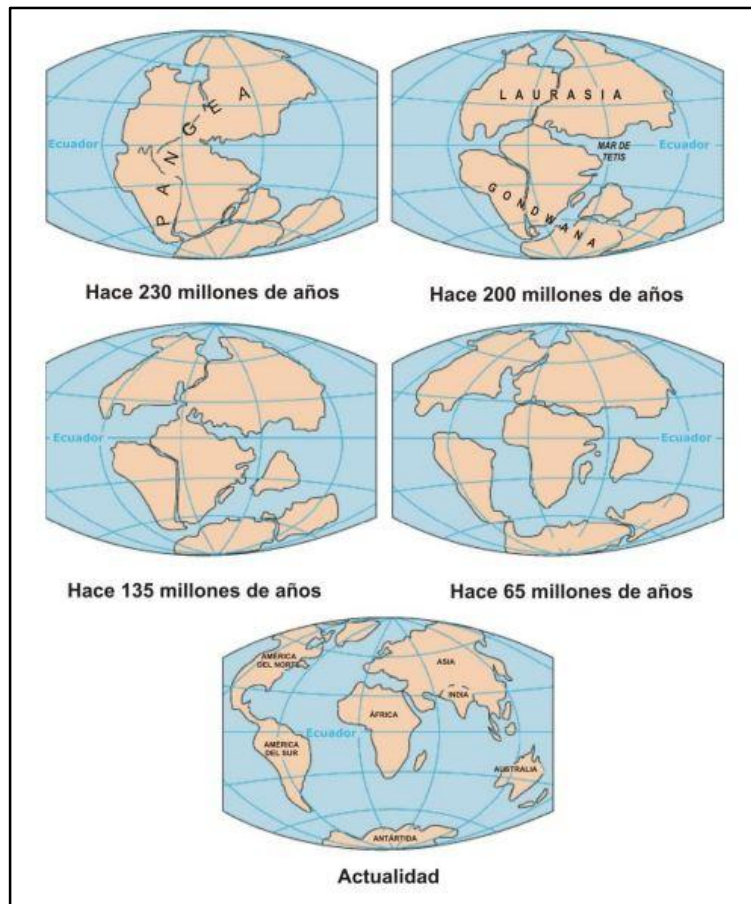 PANGEA
Ecuador
Hace 230 millones de años
LAURASIA
MAR DE
TETIS
Ecuador
GONDWANA
Hace 200 millones de años
Ecuador
Hace 135 millones de años
Ecuador
Hace 65 millones de años
AMÉRICA
DEL NORTE
ASIA
INDIA
ÁFRICA
Ecuador
AMÉRICA
DEL SUR
AUSTRALIA
ANTÁRTIDA
Actualidad